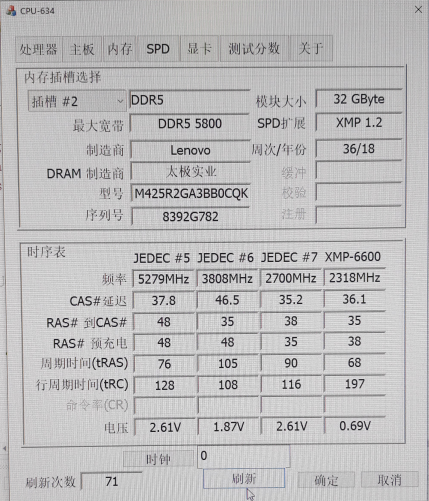 CPU-634
处理器 主板 内存 SPD 显卡 测试分数 关于
内存插槽选择
插槽 #2 DDR5 模块大小 32 GByte
最大宽带 DDR5 5800 SPD扩展 XMP 1.2
制造商 Lenovo 周次/年份 36/18
DRAM 制造商 太极实业 缓冲
型号 M425R2GA3BB0CQK 校验
序列号 8392G782 注册
时序表
JEDEC #5 JEDEC #6 JEDEC #7 XMP-6600
频率 5279MHz 3808MHz 2700MHz 2318MHz
CAS#延迟 37.8 46.5 35.2 36.1
RAS# 到CAS# 48 35 38 35
RAS# 预充电 48 48 35 38
周期时间(tRAS) 76 105 90 68
行周期时间(tRC) 128 108 116 197
命令率(CR)
电压 2.61V 1.87V 2.61V 0.69V
时钟 0
刷新次数 71 刷新 确定 取消